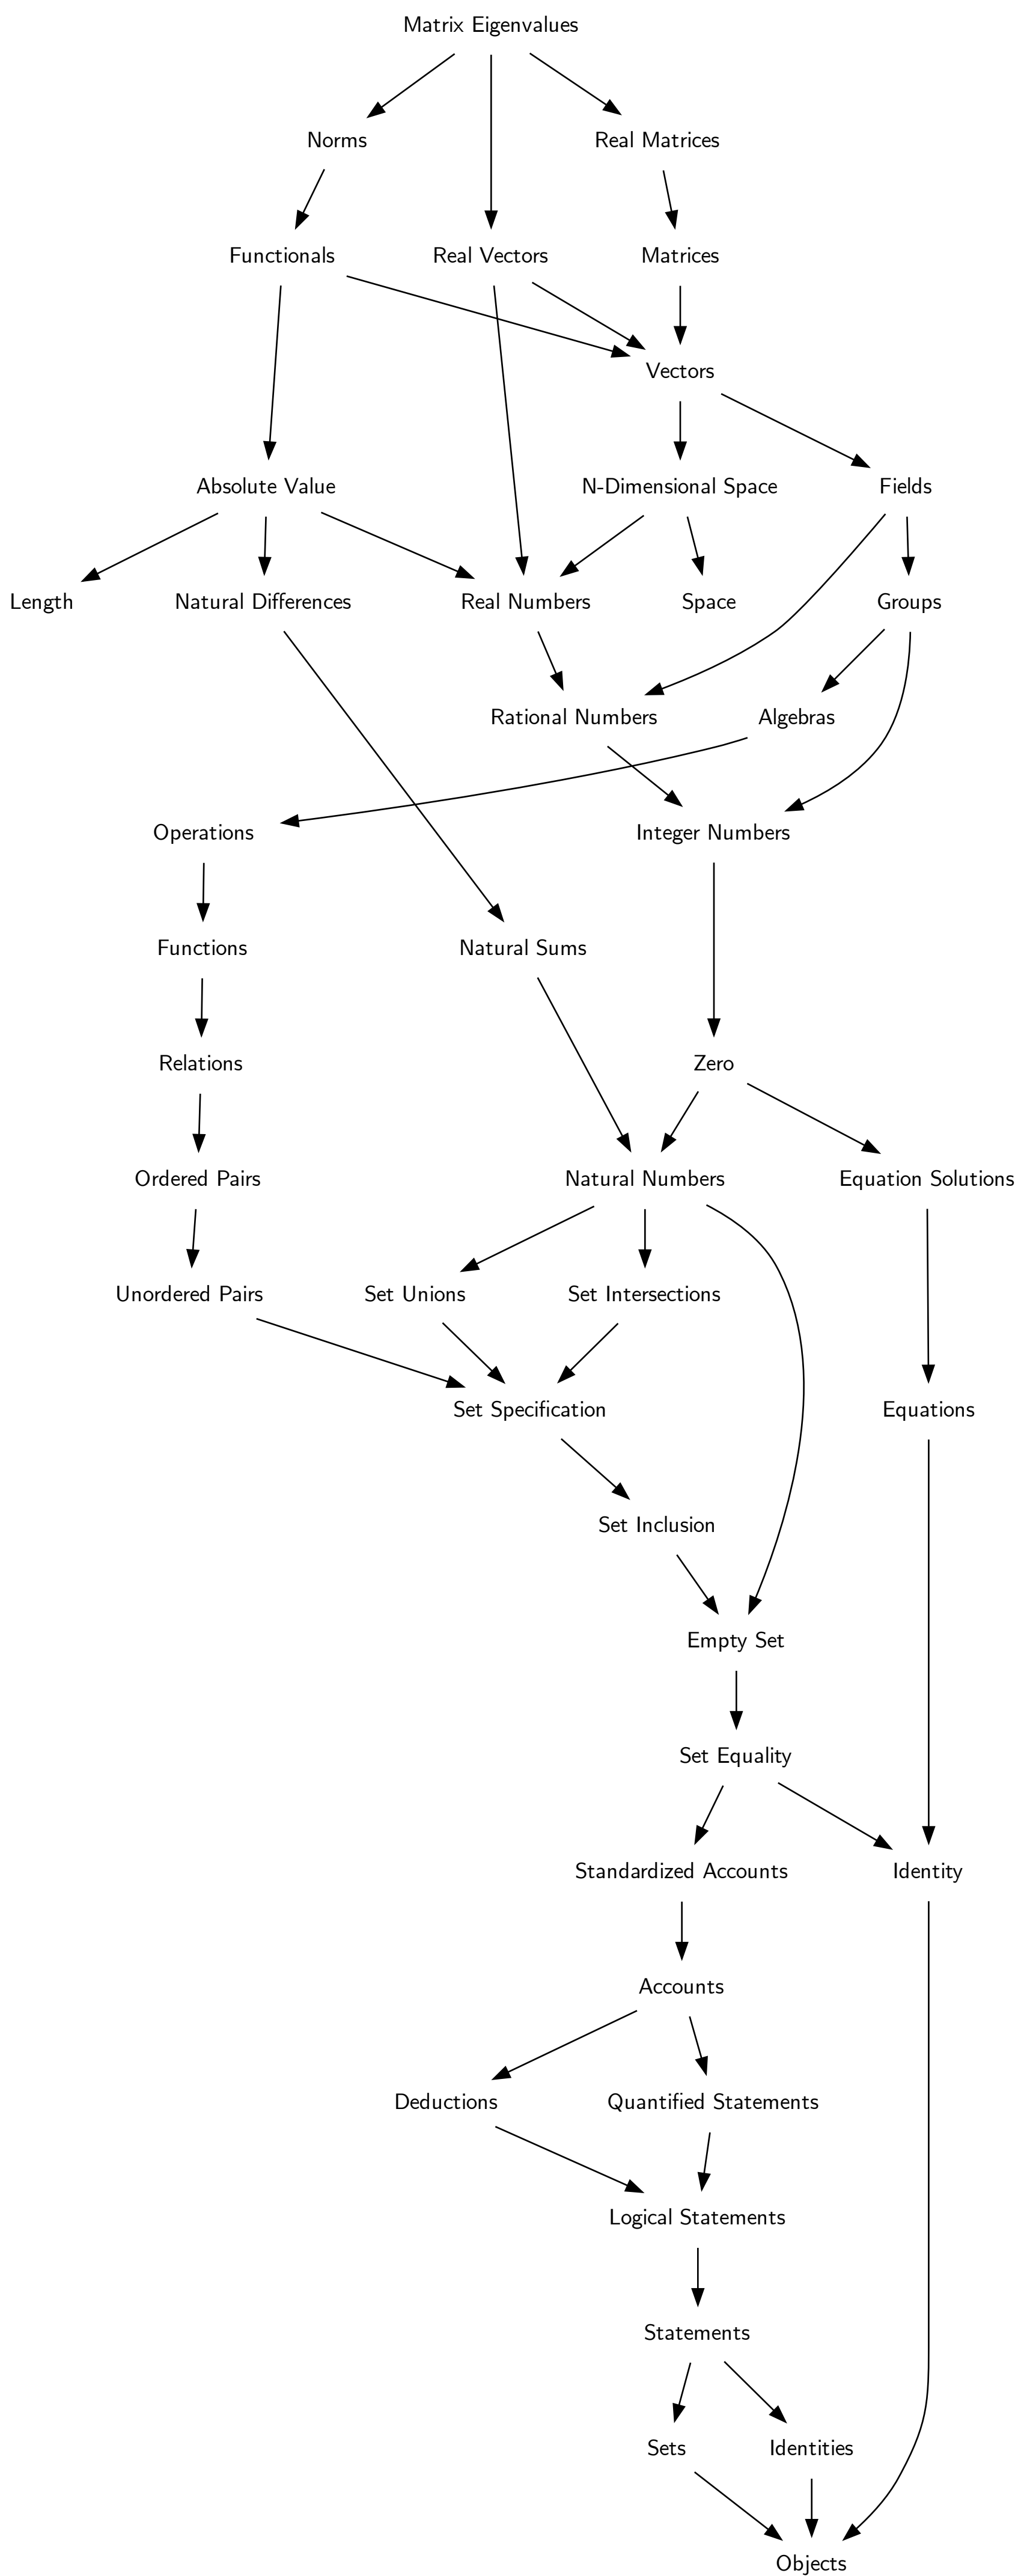 Matrix Eigenvalues
Norms
Real Matrices
Functionals
Real Vectors
Matrices
Vectors
Absolute Value
N-Dimensional Space
Fields
Length
Natural Differences
Real Numbers
Space
Groups
Rational Numbers
Algebras
Operations
Integer Numbers
Functions
Natural Sums
Relations
Zero
Ordered Pairs
Natural Numbers
Equation Solutions
Unordered Pairs
Set Unions
Set Intersections
Set Specification
Equations
Set Inclusion
Empty Set
Set Equality
Standardized Accounts
Identity
Accounts
Deductions
Quantified Statements
Logical Statements
Statements
Sets
Identities
Objects